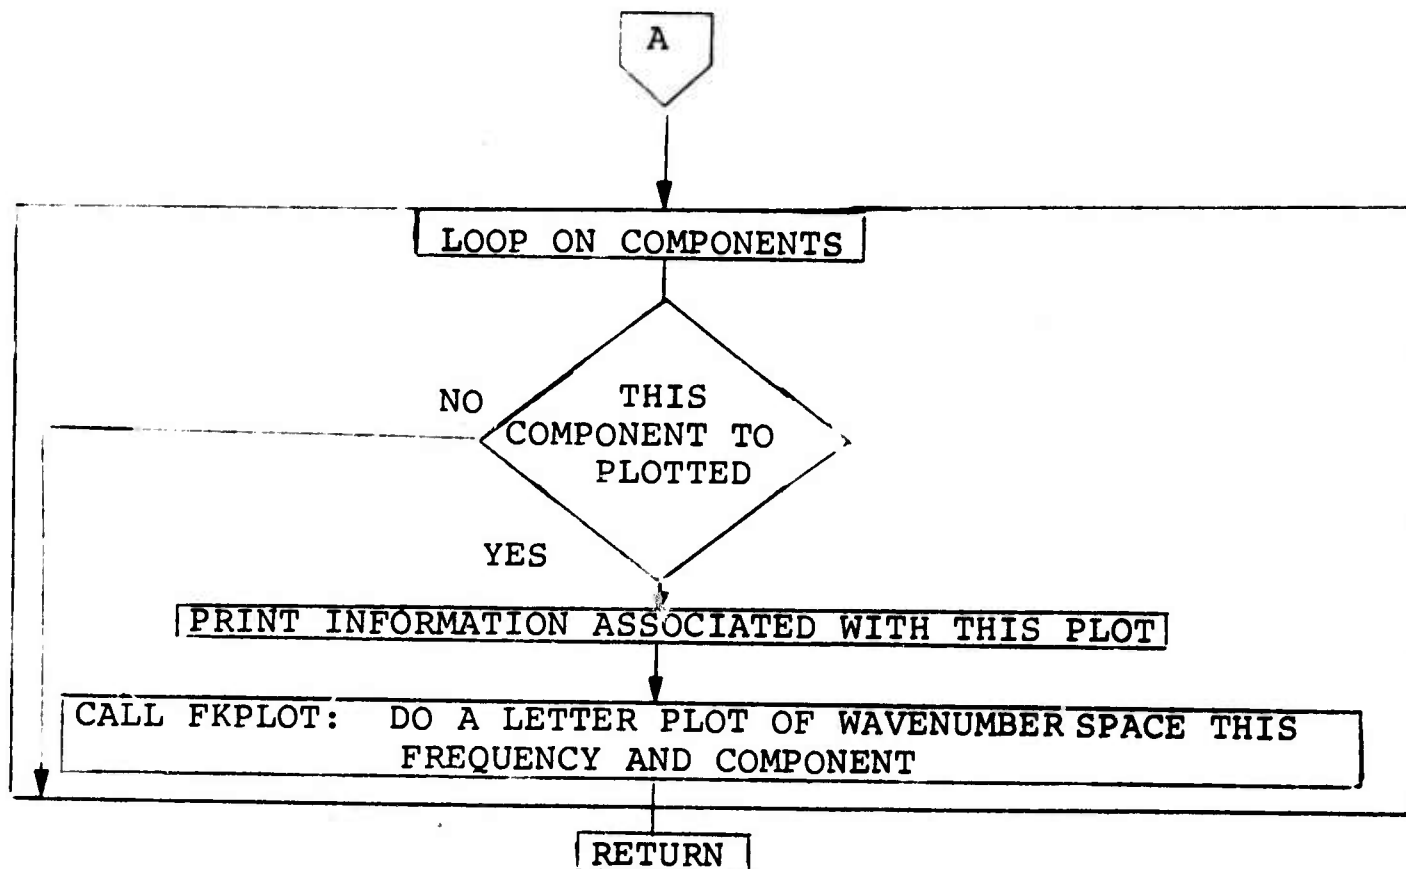 A
LOOP ON COMPONENTS
NO
THIS
COMPONENT TO
PLOTTED
YES
PRINT INFORMATION ASSOCIATED WITH THIS PLOT
CALL FKPLOT: DO A LETTER PLOT OF WAVENUMBER SPACE THIS
FREQUENCY AND COMPONENT
RETURN